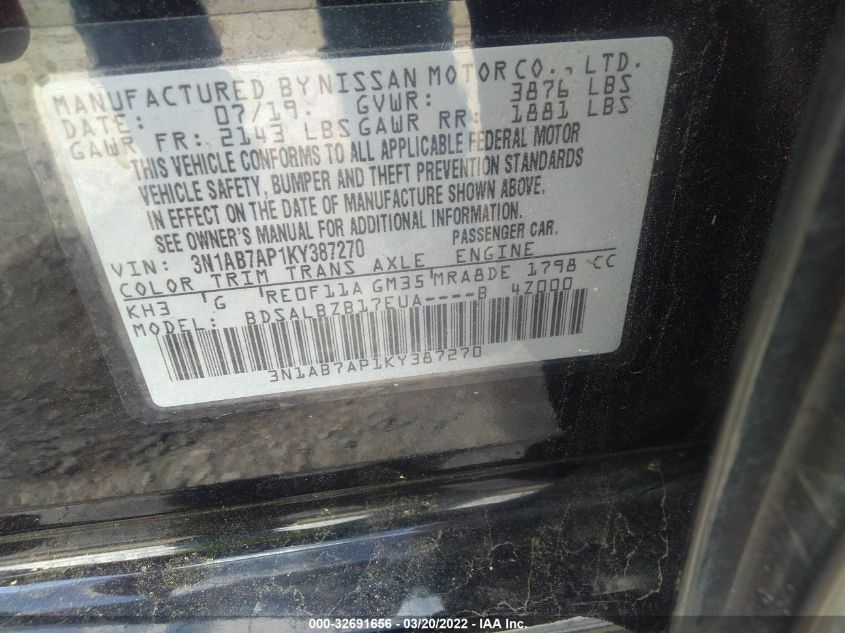 MANUFACTURED BY NISSAN MOTOR CO., LTD.
DATE: 07/19. GVWR: 3876 LBS
GAWR FR: 2143 LBS GAWR RR: 1881 LBS
THIS VEHICLE CONFORMS TO ALL APPLICABLE FEDERAL MOTOR
VEHICLE SAFETY, BUMPER AND THEFT PREVENTION STANDARDS
IN EFFECT ON THE DATE OF MANUFACTURE SHOWN ABOVE.
SEE OWNER'S MANUAL FOR ADDITIONAL INFORMATION.
VIN: 3N1AB7AP1KY387270 PASSENGER CAR.
COLOR TRIM TRANS AXLE ENGINE
KH3 G RE0F11A GM35 MRA8DE 1798 CC
MODEL: BDSALBZB17EUA----B 4Z000
3N1AB7AP1KY387270
000-32691656 - 03/20/2022 - IAA Inc.